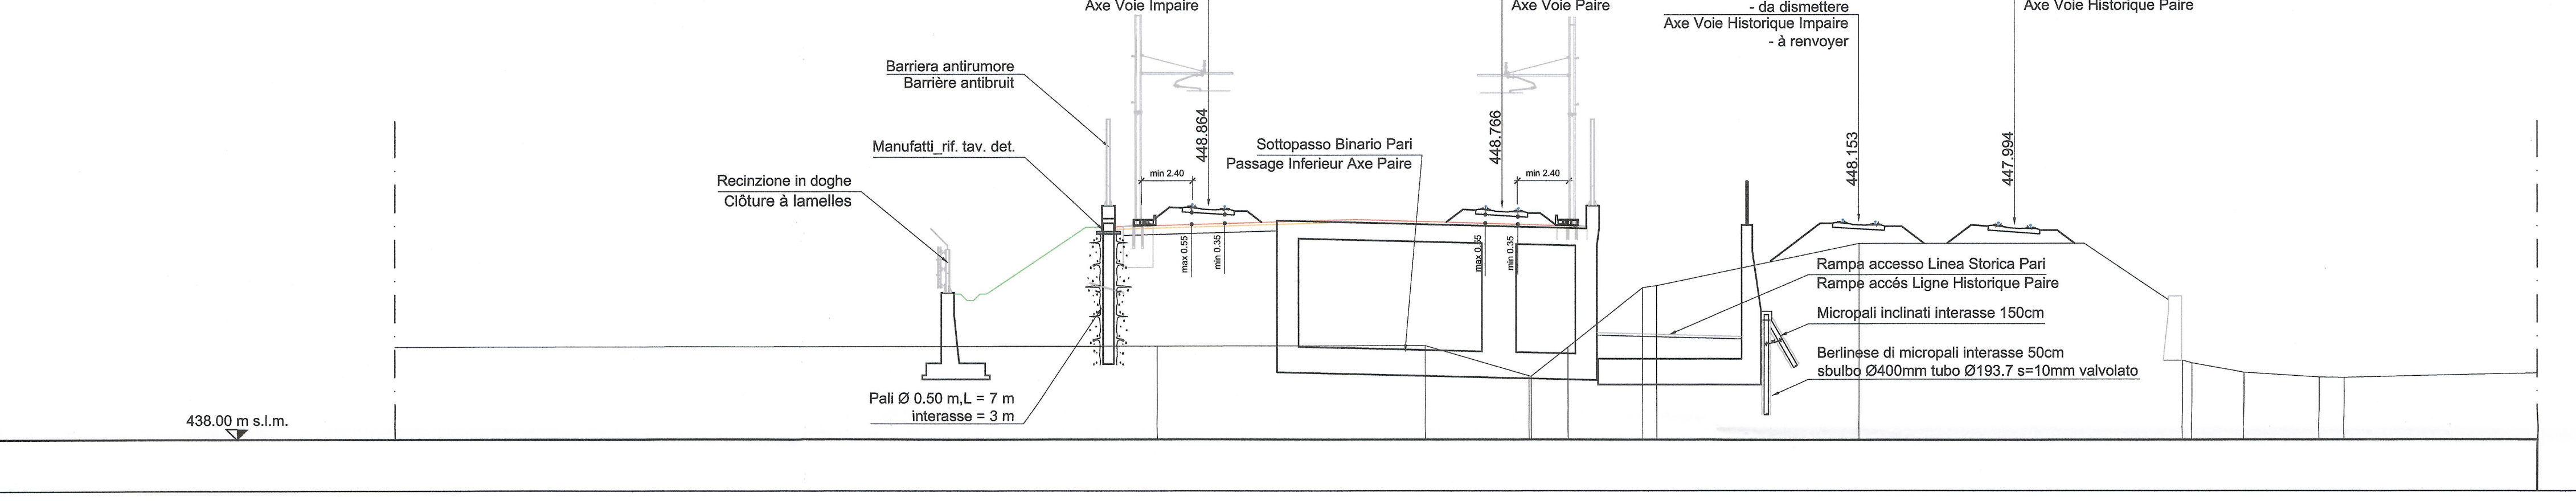 Axe Voie Impaire
Axe Voie Paire
- da dismettere
Axe Voie Historique Impaire
- à renvoyer
Axe Voie Historique Paire
Barriera antirumore
Barrière antibruit
Manufatti_rif. tav. det.
Recinzione in doghe
Clôture à lamelles
448.864
448.766
448.153
447.994
min 2.40
min 2.40
Sottopasso Binario Pari
Passage Inferieur Axe Paire
max 0.55
min 0.35
max 0.55
min 0.35
Rampa accesso Linea Storica Pari
Rampe accés Ligne Historique Paire
Micropali inclinati interasse 150cm
Berlinese di micropali interasse 50cm
sbulbo Ø400mm tubo Ø193.7 s=10mm valvolato
Pali Ø 0.50 m,L = 7 m
interasse = 3 m
438.00 m s.l.m.